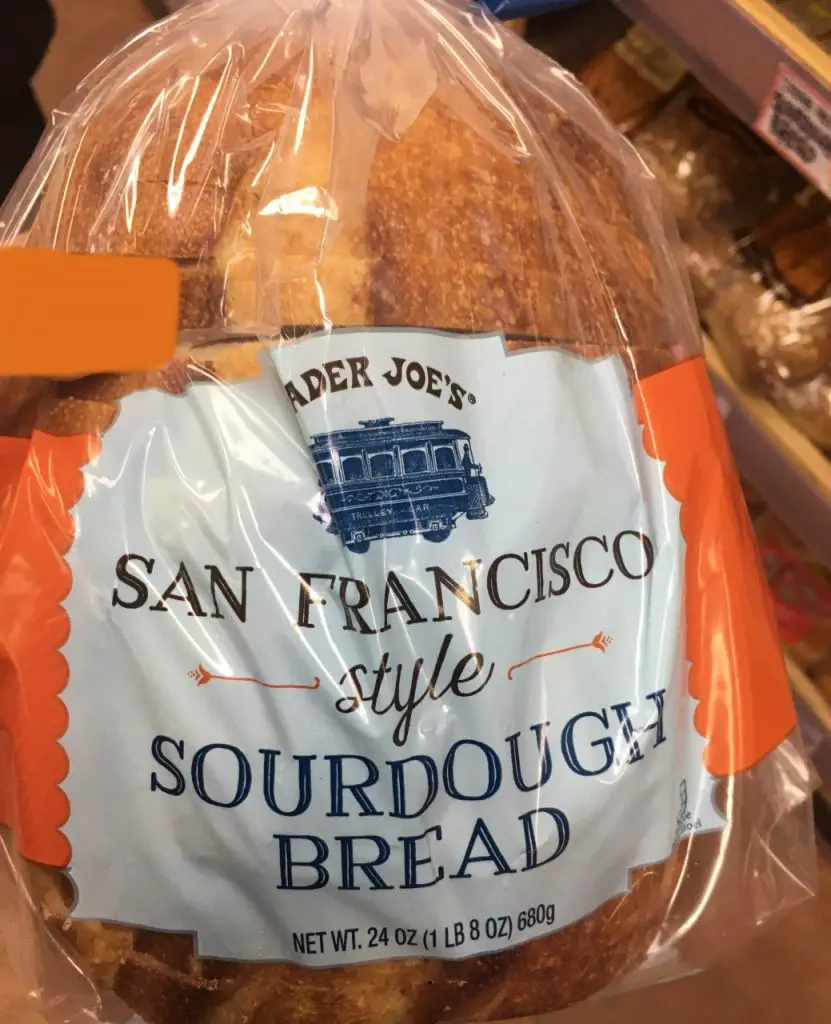 ADER JOE'S®
TROLLEY CAR
SAN FRANCISCO
style
SOURDOUGH
BREAD
NET WT. 24 OZ (1 LB 8 OZ) 680g